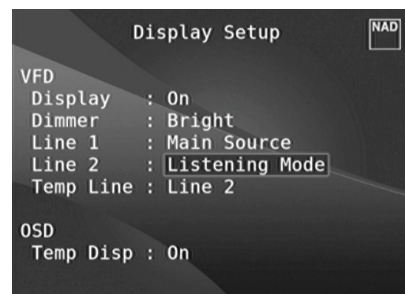 Display Setup
NAD
VFD
Display : On
Dimmer : Bright
Line 1 : Main Source
Line 2 : Listening Mode
Temp Line : Line 2
OSD
Temp Disp : On